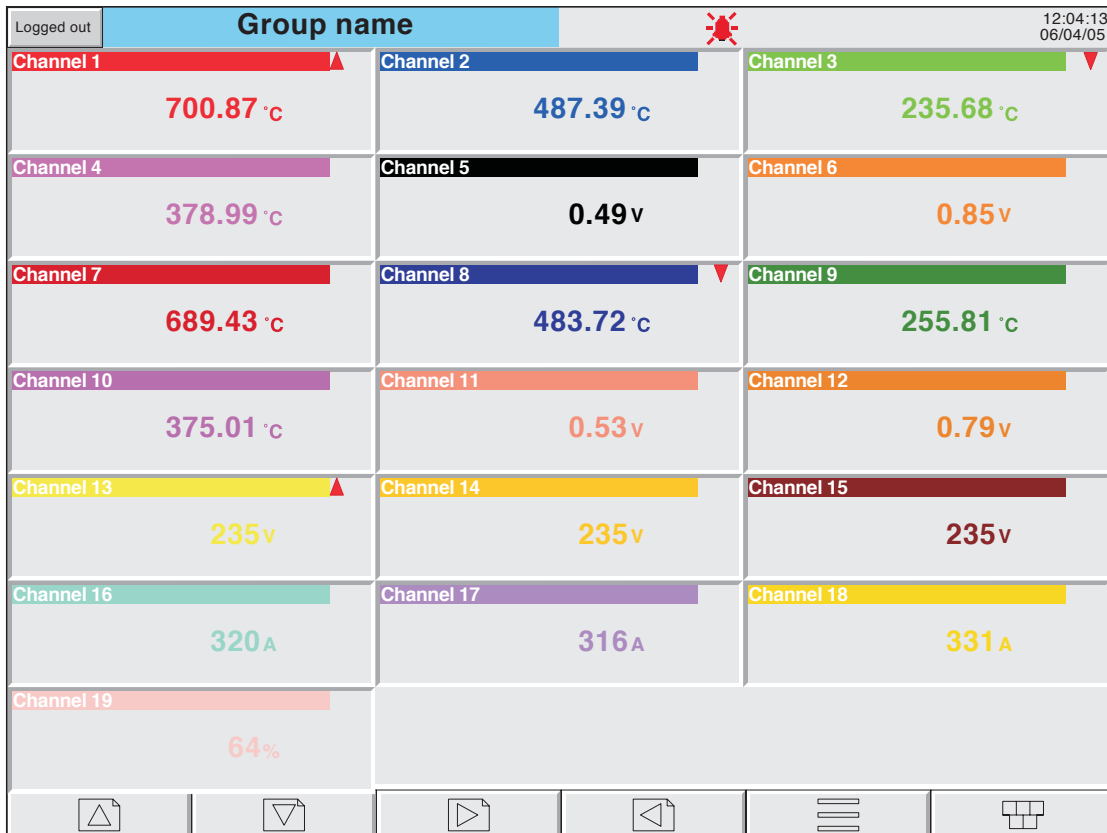 Logged out
Group name
12:04:13
06/04/05
Channel 1
700.87 °C
Channel 2
487.39 °C
Channel 3
235.68 °C
Channel 4
378.99 °C
Channel 5
0.49 V
Channel 6
0.85 V
Channel 7
689.43 °C
Channel 8
483.72 °C
Channel 9
255.81 °C
Channel 10
375.01 °C
Channel 11
0.53 V
Channel 12
0.79 V
Channel 13
235 V
Channel 14
235 V
Channel 15
235 V
Channel 16
320 A
Channel 17
316 A
Channel 18
331 A
Channel 19
64 %